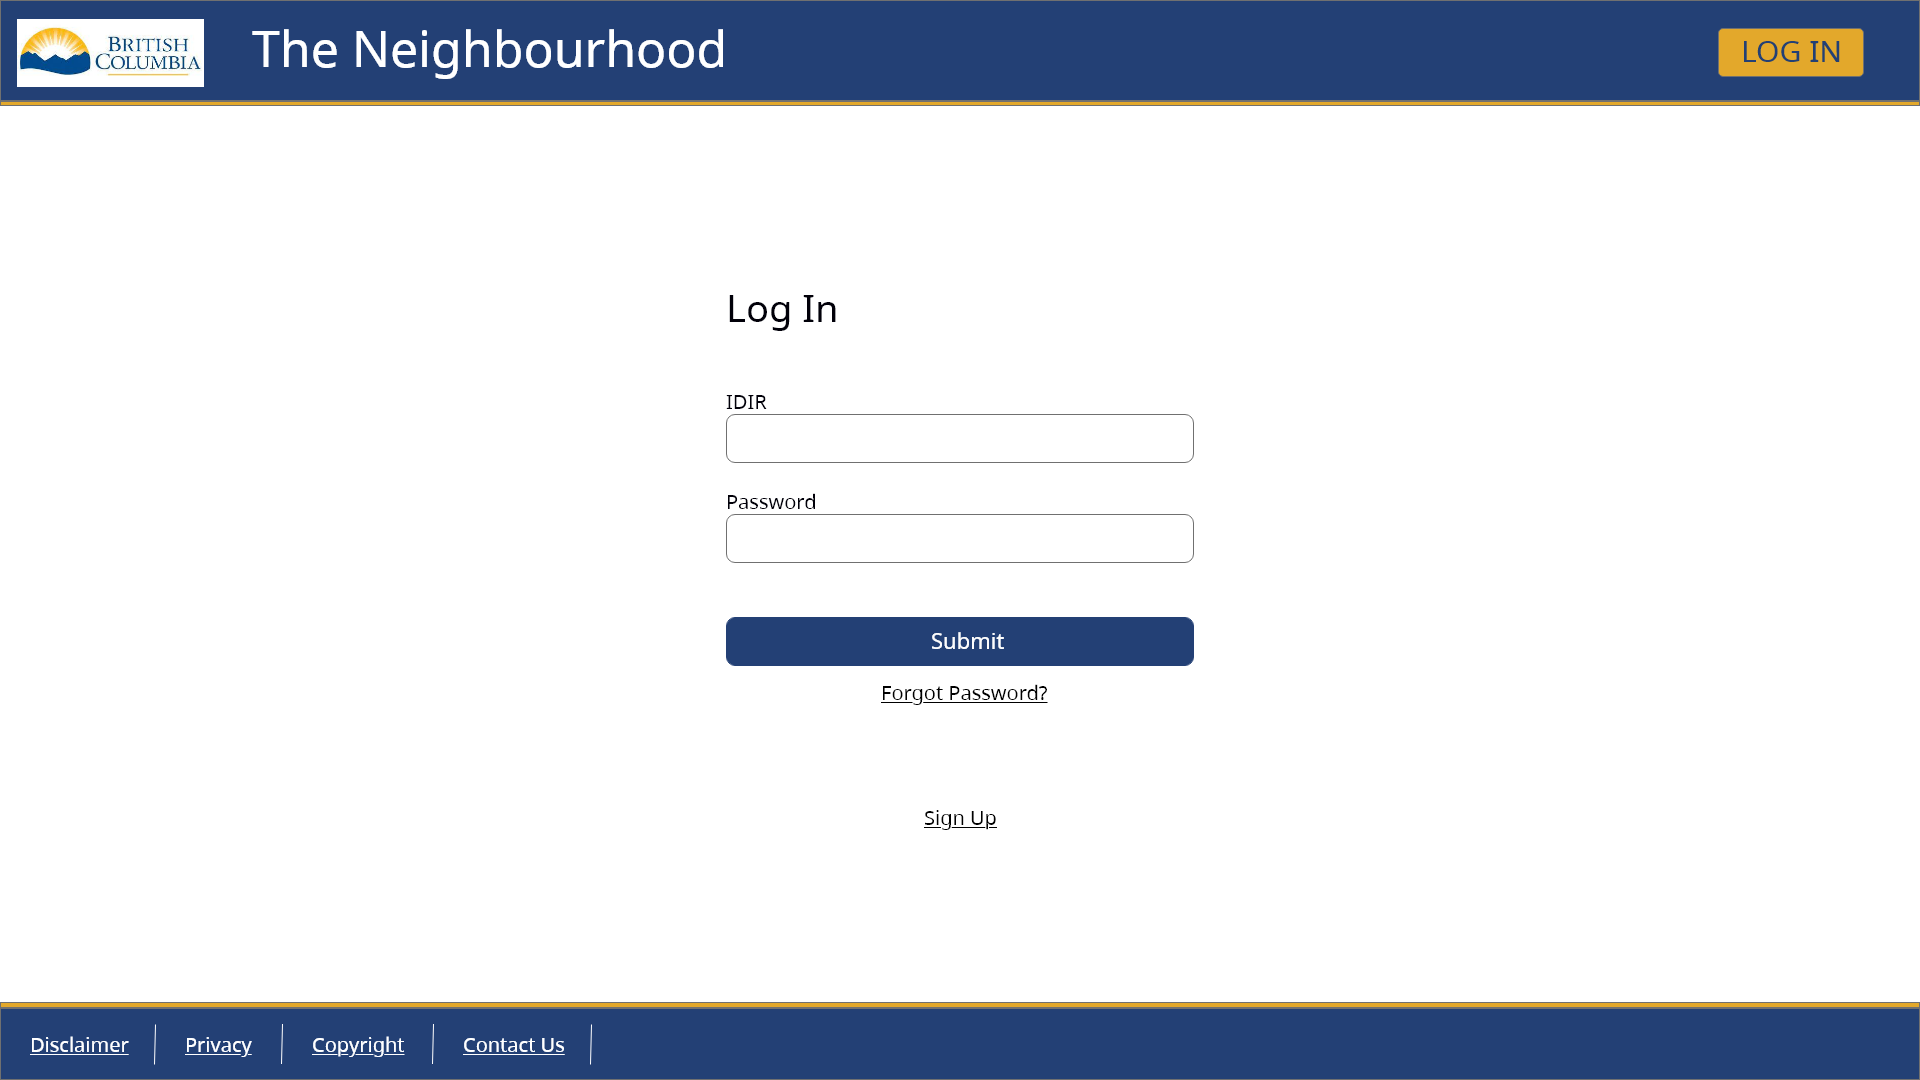 BRITISH
COLUMBIA
The Neighbourhood
LOG IN
Log In
IDIR
Password
Submit
Forgot Password?
Sign Up
Disclaimer
Privacy
Copyright
Contact Us